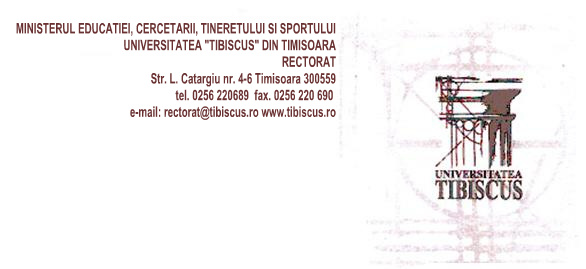 MINISTERUL EDUCATIEI, CERCETARII, TINERETULUI SI SPORTULUI
UNIVERSITATEA "TIBISCUS" DIN TIMISOARA
RECTORAT
Str. L. Catargiu nr. 4-6 Timisoara 300559
tel. 0256 220689 fax. 0256 220 690
e-mail: rectorat@tibiscus.ro www.tibiscus.ro
UNIVERSITATEA
TIBISCUS